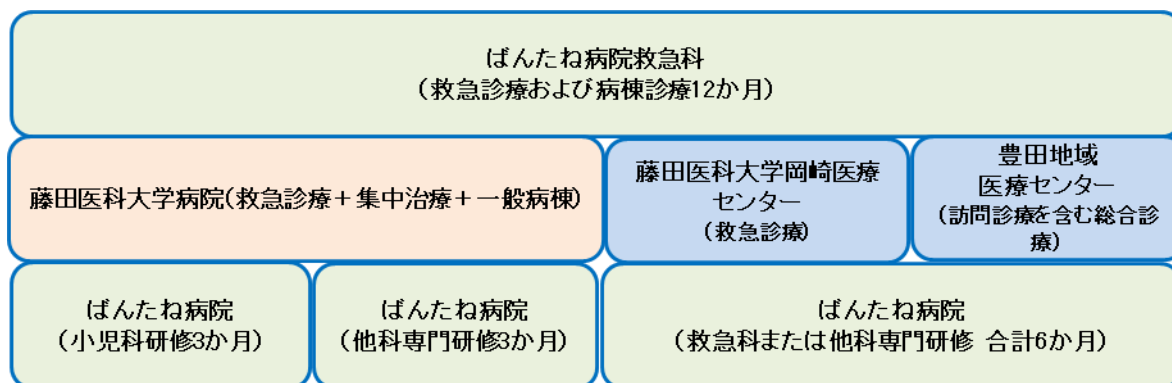 ばんたね病院救急科
(救急診療および病棟診療12か月)
藤田医科大学病院(救急診療+集中治療+一般病棟)
藤田医科大学岡崎医療
センター
(救急診療)
豊田地域
医療センター
(訪問診療を含む総合診
療)
ばんたね病院
(小児科研修3か月)
ばんたね病院
(他科専門研修3か月)
ばんたね病院
(救急科または他科専門研修 合計6か月)